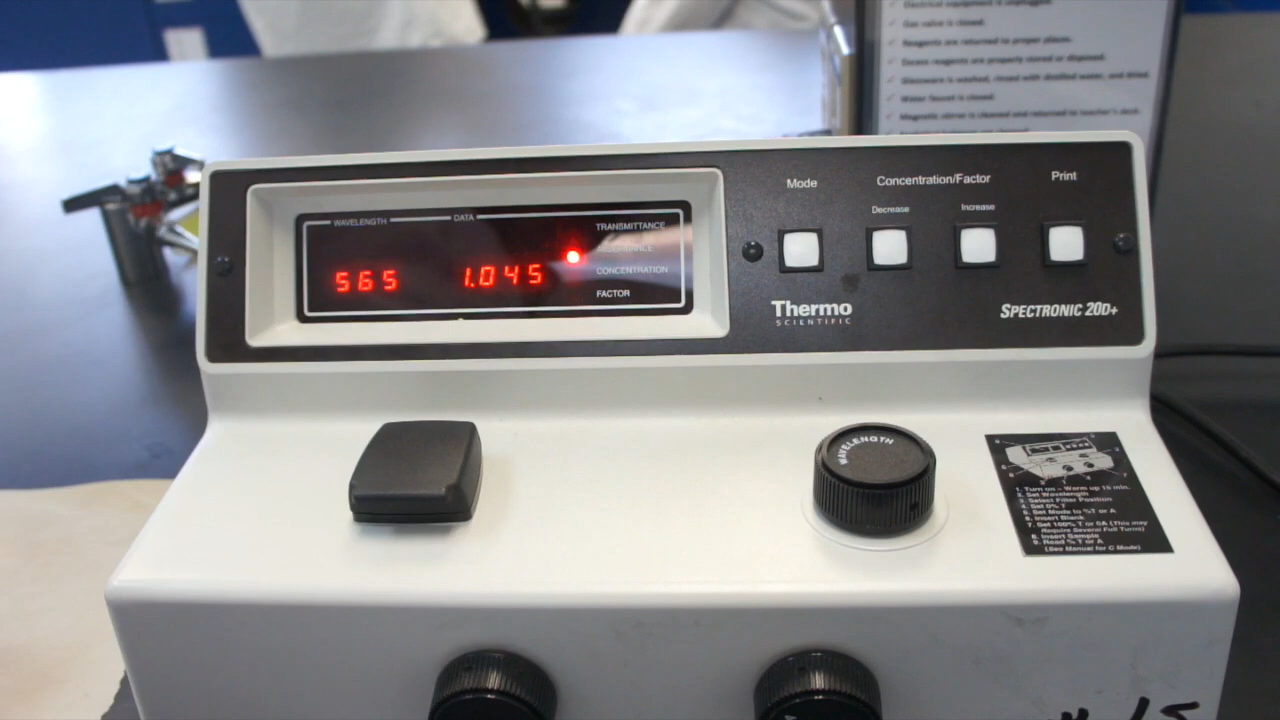 Electrical equipment is unplugged.
✓ Gas valve is closed.
✓ Reagents are returned to proper places.
✓ Excess reagents are properly stored or disposed.
✓ Glassware is washed, rinsed with distilled water, and dried.
✓ Water faucet is closed.
✓ Magnetic stirrer is cleaned and returned to teacher's desk.
WAVELENGTH DATA
TRANSMITTANCE
CONCENTRATION
FACTOR
565 1.045
Mode
Concentration/Factor
Print
Decrease Increase
Thermo
SCIENTIFIC
SPECTRONIC 20D+
WAVELENGTH
1. Turn on - Warm up 15 min.
2. Set Wavelength
3. Select Filter Position
4. Set 0% T
5. Set Mode to %T or A
6. Insert Blank
7. Set 100% T or 0A (This may
Require Several Full Turns)
8. Insert Sample
9. Read % T or A
(See Manual for C Mode)